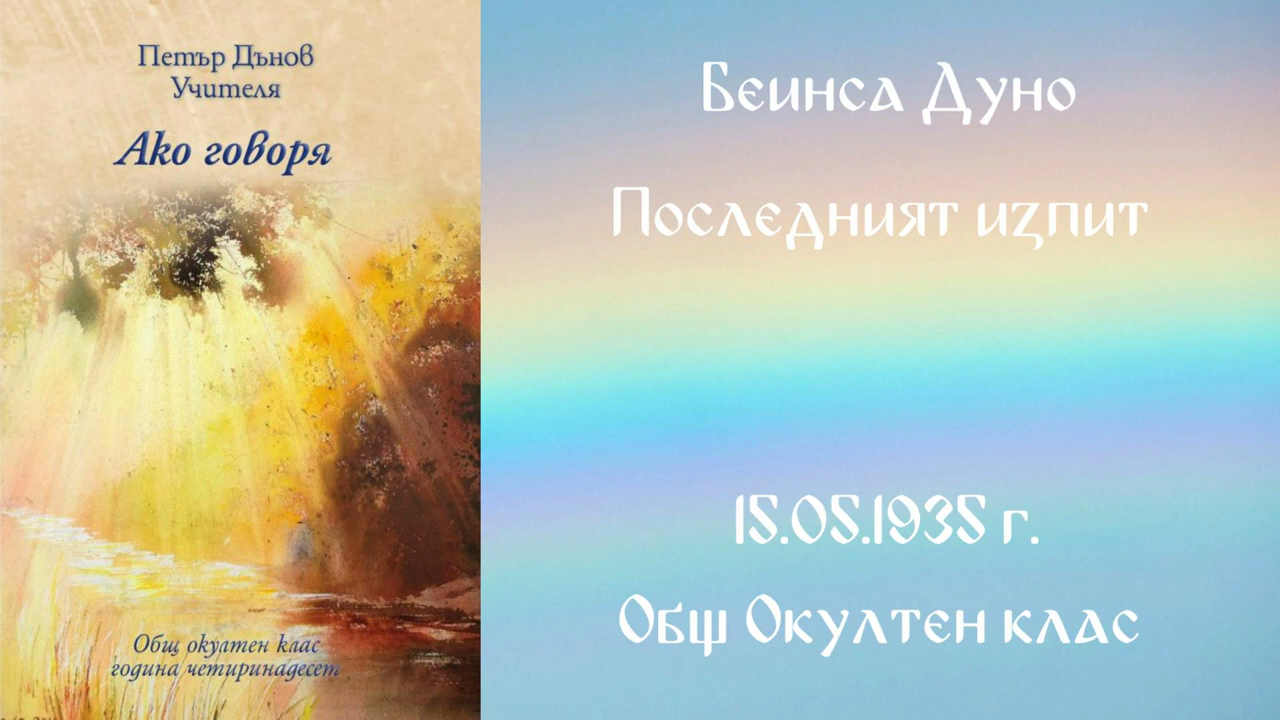 Петър Дънов
Учителя
Ако говоря
Общ окултен клас
година четиринадесет
Беинса Дуно
Последният изпит
15.05.1935 г.
Общ Окултен клас